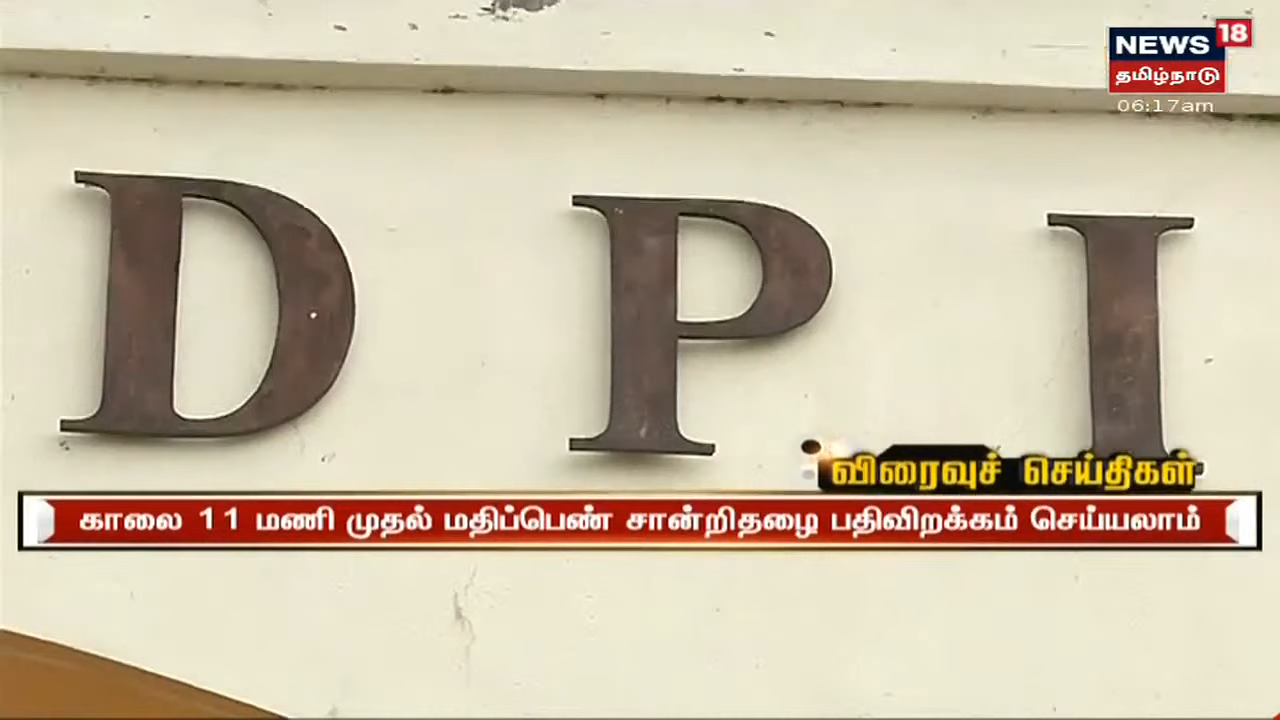 NEWS 18
தமிழ்நாடு
06:17am
D P I
விரைவுச் செய்திகள்
காலை 11 மணி முதல் மதிப்பெண் சான்றிதழை பதிவிறக்கம் செய்யலாம்